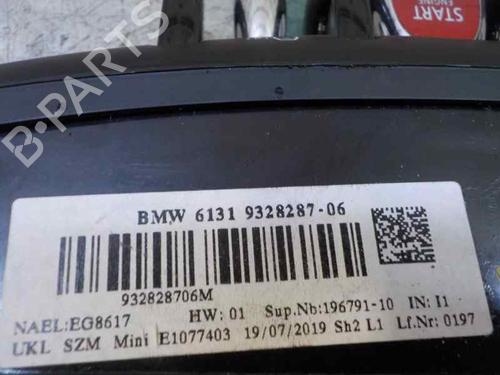 START
ENGINE
BMW 6131 9328287-06
932828706M
NAEL:EG8617 HW: 01 Sup.Nb:196791-10 IN: I1
UKL SZM Mini E1077403 19/07/2019 Sh2 L1 Lf.Nr: 0197